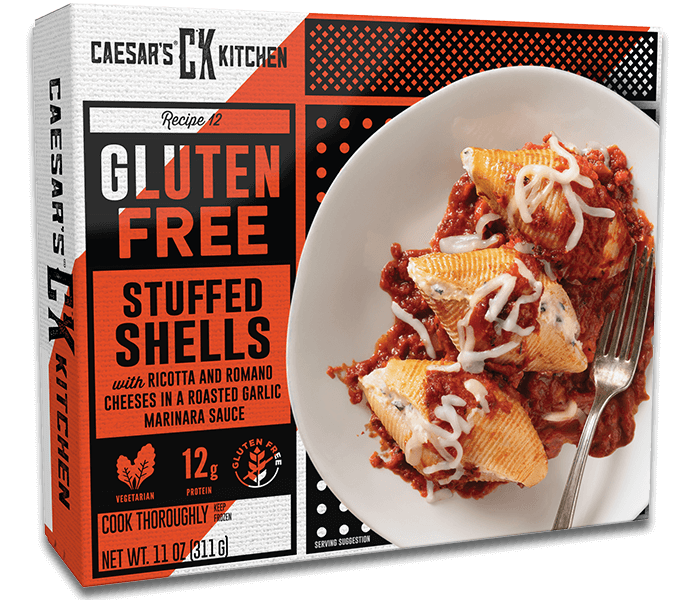 CAESAR'S CK KITCHEN
Recipe 12
GLUTEN
FREE
STUFFED
SHELLS
with RICOTTA AND ROMANO
CHEESES IN A ROASTED GARLIC
MARINARA SAUCE
VEGETARIAN
12g
PROTEIN
GLUTEN FREE
COOK THOROUGHLY KEEP FROZEN
NET WT. 11 OZ (311 G)
SERVING SUGGESTION
CAESAR'S CK KITCHEN